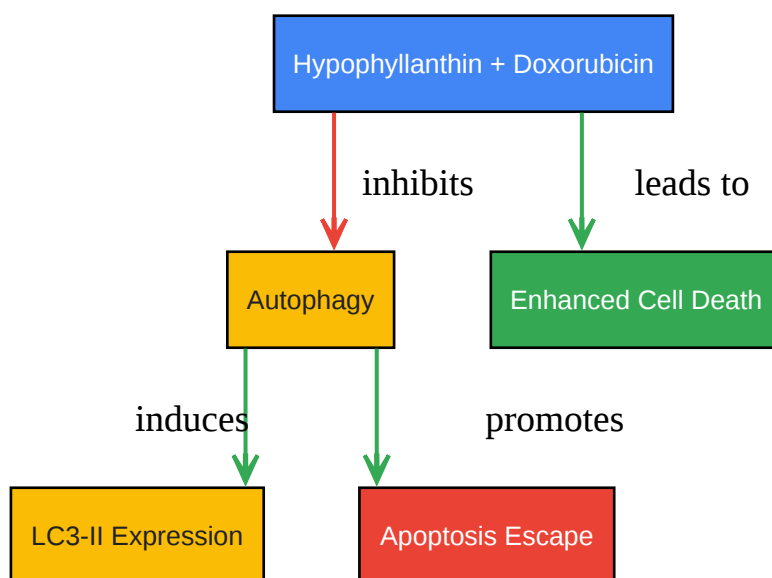 Hypophyllanthin + Doxorubicin
inhibits
leads to
Autophagy
Enhanced Cell Death
induces
promotes
LC3-II Expression
Apoptosis Escape